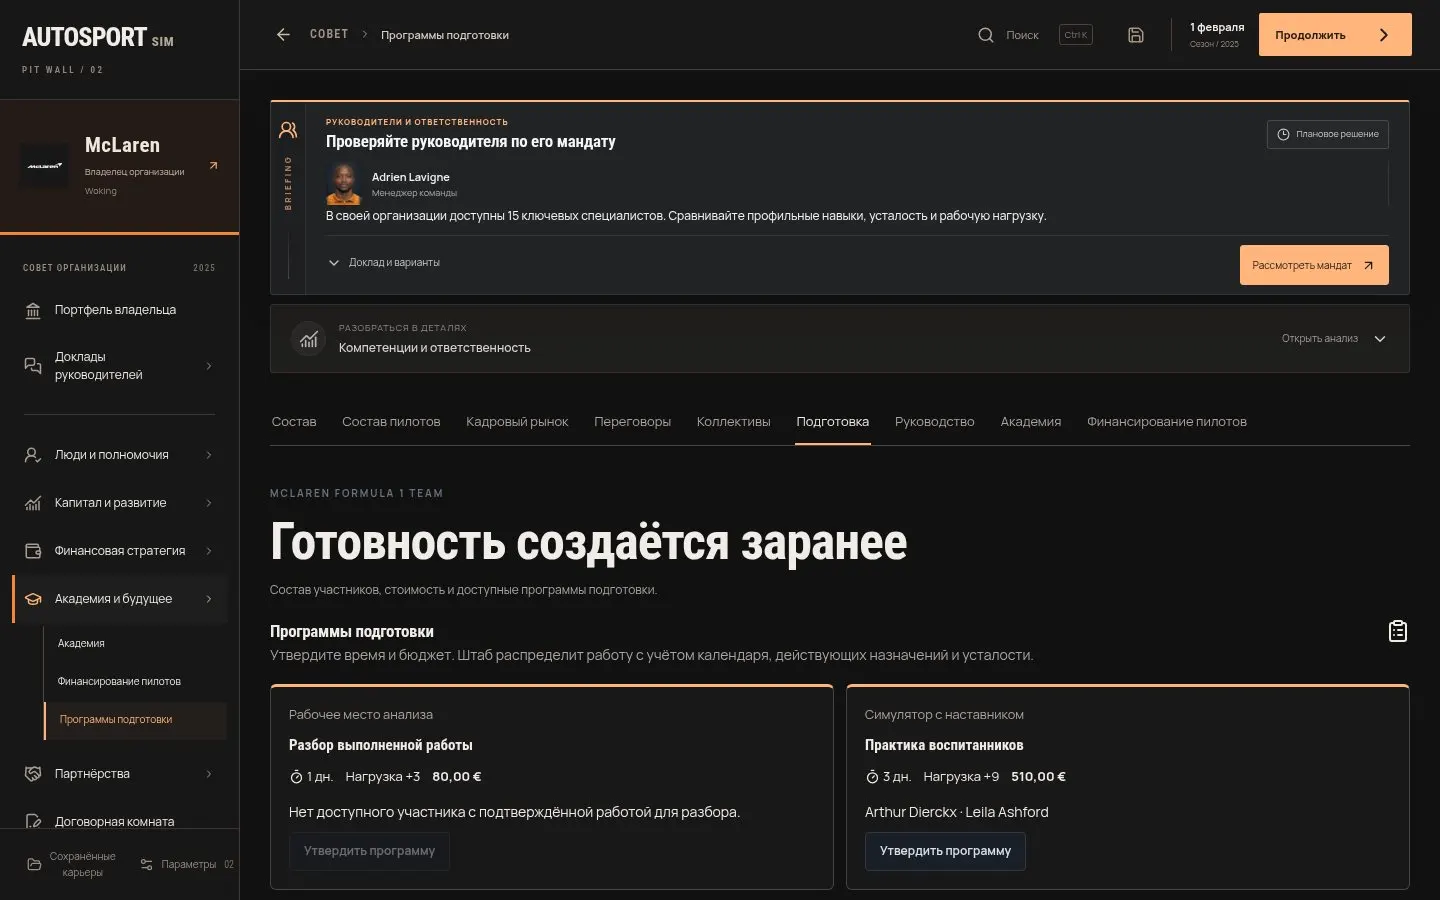 AUTOSPORT SIM
PIT WALL / 02
McLaren
McLaren
Владелец организации
Woking
СОВЕТ ОРГАНИЗАЦИИ 2025
Портфель владельца
Доклады
руководителей
Люди и полномочия
Капитал и развитие
Финансовая стратегия
Академия и будущее
Академия
Финансирование пилотов
Программы подготовки
Партнёрства
Договорная комната
Сохранённые
карьеры
Параметры 02
СОВЕТ
Программы подготовки
Поиск Ctrl K
1 февраля
Сезон / 2025
Продолжить
BRIEFING
РУКОВОДИТЕЛИ И ОТВЕТСТВЕННОСТЬ
Проверяйте руководителя по его мандату
Плановое решение
Adrien Lavigne
Менеджер команды
В своей организации доступны 15 ключевых специалистов. Сравнивайте профильные навыки, усталость и рабочую нагрузку.
Доклад и варианты
Рассмотреть мандат
РАЗОБРАТЬСЯ В ДЕТАЛЯХ
Компетенции и ответственность
Открыть анализ
Состав Состав пилотов Кадровый рынок Переговоры Коллективы Подготовка Руководство Академия Финансирование пилотов
MCLAREN FORMULA 1 TEAM
Готовность создаётся заранее
Состав участников, стоимость и доступные программы подготовки.
Программы подготовки
Утвердите время и бюджет. Штаб распределит работу с учётом календаря, действующих назначений и усталости.
Рабочее место анализа
Разбор выполненной работы
1 дн. Нагрузка +3 80,00 €
Нет доступного участника с подтверждённой работой для разбора.
Утвердить программу
Симулятор с наставником
Практика воспитанников
3 дн. Нагрузка +9 510,00 €
Arthur Dierckx · Leila Ashford
Утвердить программу